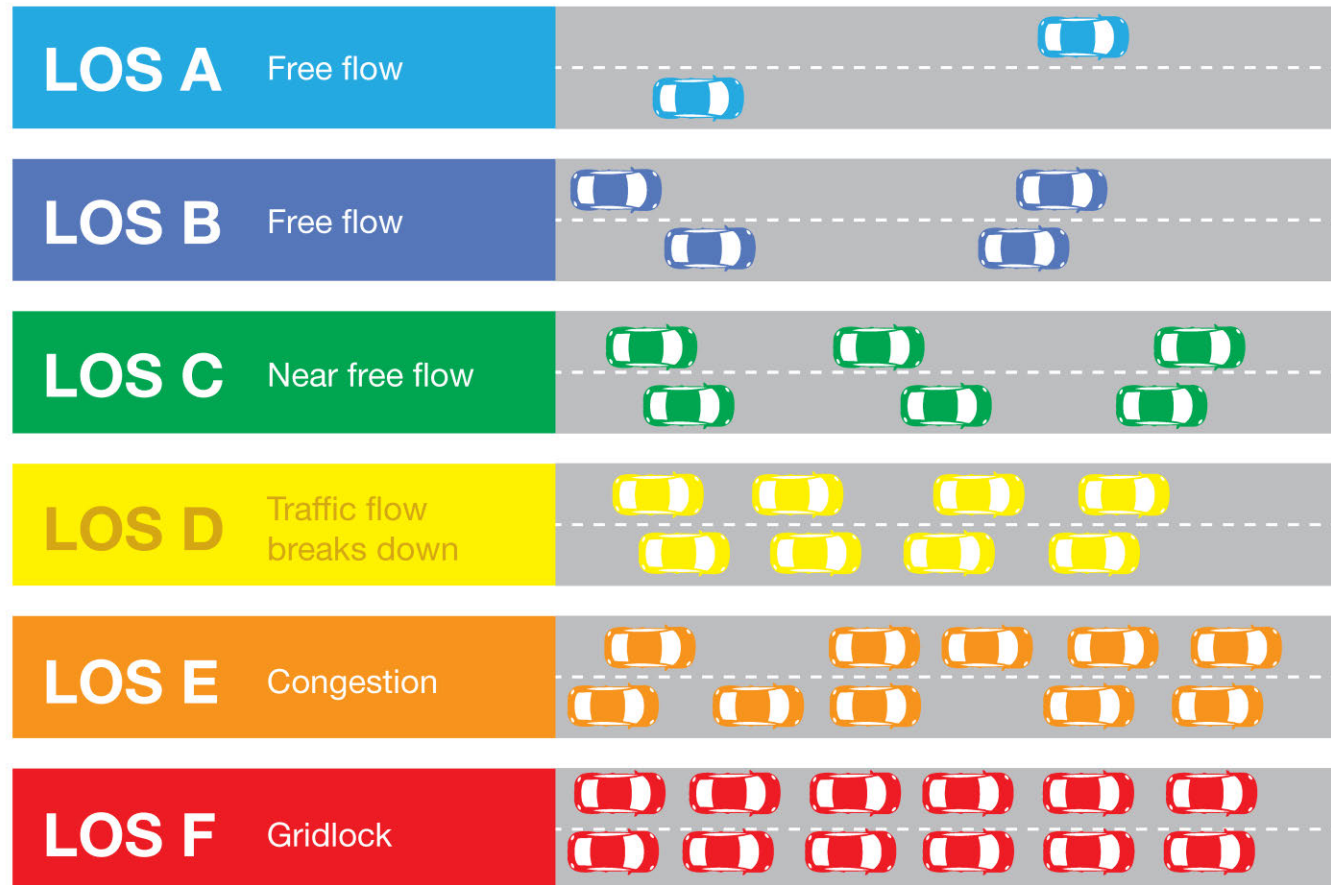 LOS A Free flow
LOS B Free flow
LOS C Near free flow
LOS D Traffic flow
breaks down
LOS E Congestion
LOS F Gridlock